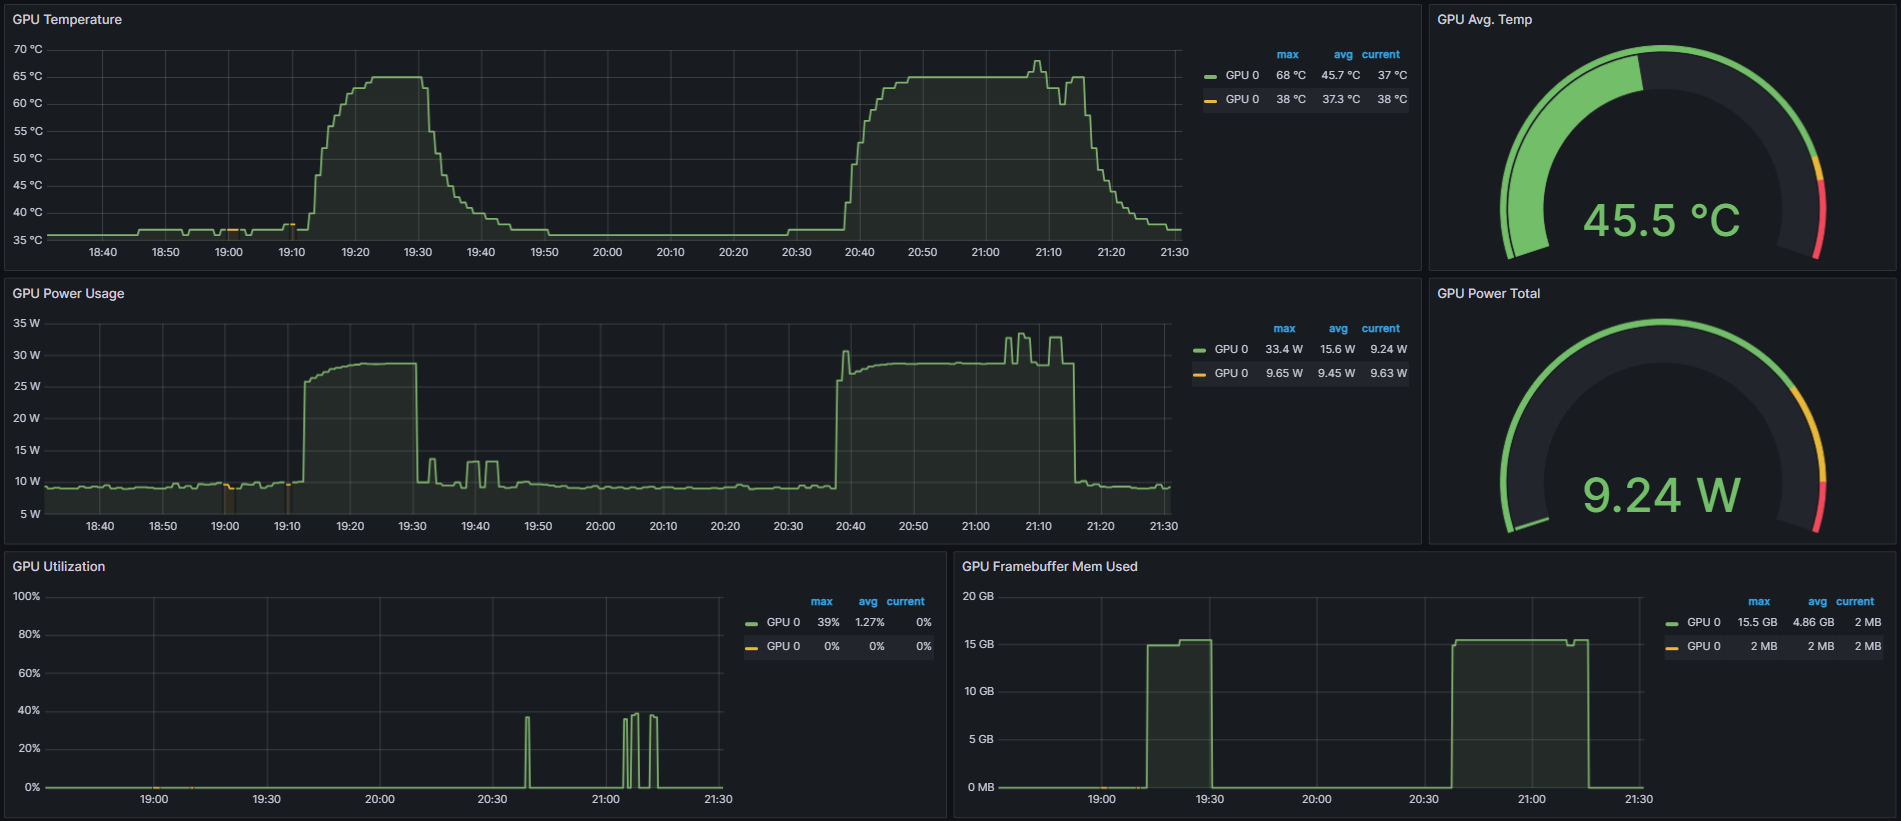 GPU Temperature
70 °C
65 °C
60 °C
55 °C
50 °C
45 °C
40 °C
35 °C
18:40 18:50 19:00 19:10 19:20 19:30 19:40 19:50 20:00 20:10 20:20 20:30 20:40 20:50 21:00 21:10 21:20 21:30
max avg current
GPU 0 68 °C 45.7 °C 37 °C
GPU 0 38 °C 37.3 °C 38 °C
GPU Avg. Temp
45.5 °C
GPU Power Usage
35 W
30 W
25 W
20 W
15 W
10 W
5 W
18:40 18:50 19:00 19:10 19:20 19:30 19:40 19:50 20:00 20:10 20:20 20:30 20:40 20:50 21:00 21:10 21:20 21:30
max avg current
GPU 0 33.4 W 15.6 W 9.24 W
GPU 0 9.65 W 9.45 W 9.63 W
GPU Power Total
9.24 W
GPU Utilization
100%
80%
60%
40%
20%
0%
19:00 19:30 20:00 20:30 21:00 21:30
max avg current
GPU 0 39% 1.27% 0%
GPU 0 0% 0% 0%
GPU Framebuffer Mem Used
20 GB
15 GB
10 GB
5 GB
0 MB
19:00 19:30 20:00 20:30 21:00 21:30
max avg current
GPU 0 15.5 GB 4.86 GB 2 MB
GPU 0 2 MB 2 MB 2 MB